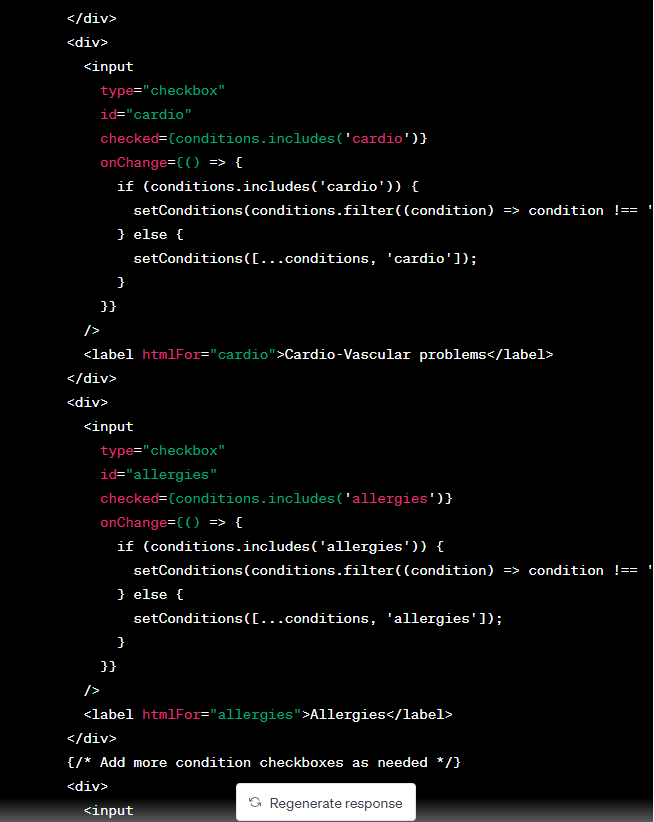 </div>
<div>
<input
type="checkbox"
id="cardio"
checked={conditions.includes('cardio')}
onChange={() => {
if (conditions.includes('cardio')) {
setConditions(conditions.filter((condition) => condition !== '
} else {
setConditions([...conditions, 'cardio']);
}
}}
/>
<label htmlFor="cardio">Cardio-Vascular problems</label>
</div>
<div>
<input
type="checkbox"
id="allergies"
checked={conditions.includes('allergies')}
onChange={() => {
if (conditions.includes('allergies')) {
setConditions(conditions.filter((condition) => condition !== '
} else {
setConditions([...conditions, 'allergies']);
}
}}
/>
<label htmlFor="allergies">Allergies</label>
</div>
{/* Add more condition checkboxes as needed */}
<div>
<input
Regenerate response